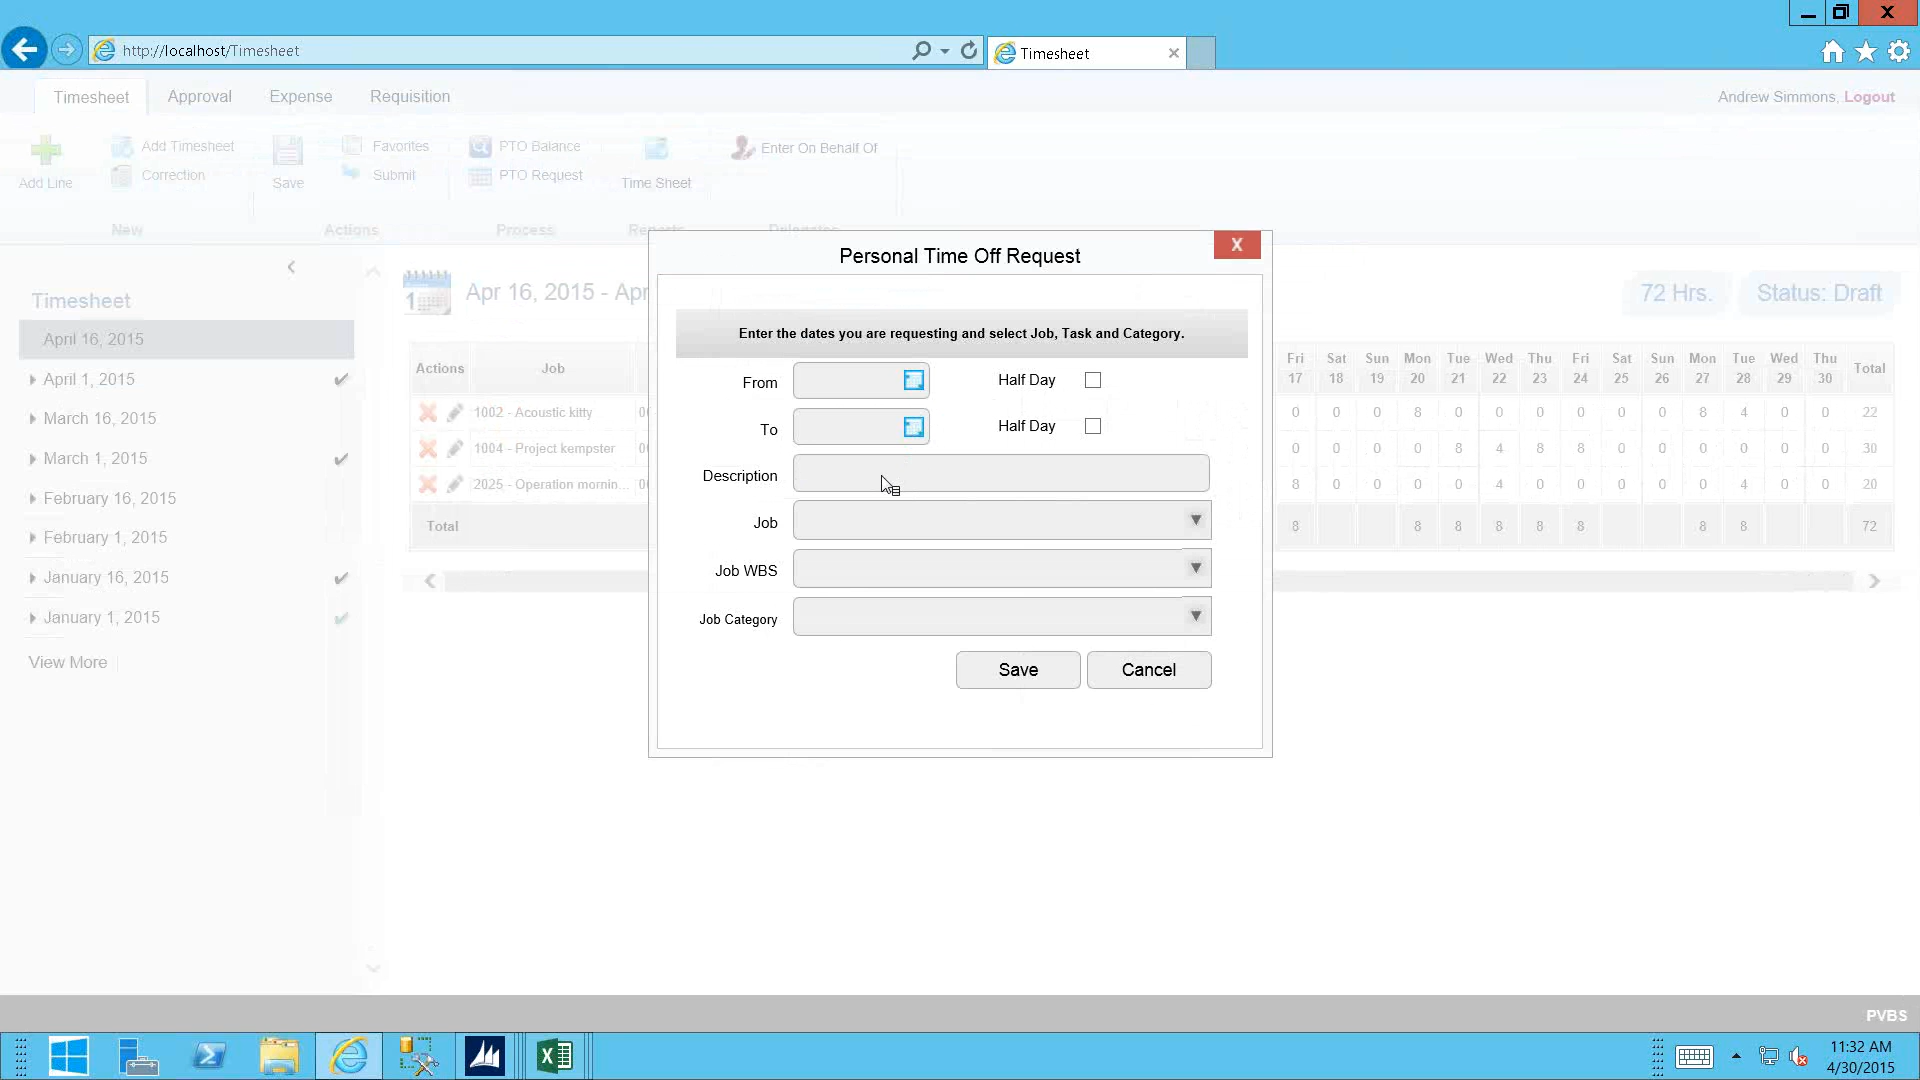 http://localhost/Timesheet
Timesheet
Timesheet Approval Expense Requisition
Andrew Simmons, Logout
Add Line
Add Timesheet
Correction
Save
Favorites
Submit
PTO Balance
PTO Request
Time Sheet
Enter On Behalf Of
New Actions Process Reports Delegates
Personal Time Off Request
X
Timesheet
April 16, 2015
April 1, 2015
March 16, 2015
March 1, 2015
February 16, 2015
February 1, 2015
January 16, 2015
January 1, 2015
View More
1 Apr 16, 2015 - Apr
72 Hrs. Status: Draft
Enter the dates you are requesting and select Job, Task and Category.
From Half Day
To Half Day
Description
Job
Job WBS
Job Category
Save Cancel
Actions Job
Fri 17 Sat 18 Sun 19 Mon 20 Tue 21 Wed 22 Thu 23 Fri 24 Sat 25 Sun 26 Mon 27 Tue 28 Wed 29 Thu 30 Total
1002 - Acoustic kitty 0 0 0 8 0 0 0 0 0 0 8 4 0 0 22
1004 - Project kempster 0 0 0 0 8 4 8 8 0 0 0 0 0 0 30
2025 - Operation mornin... 8 0 0 0 0 4 0 0 0 0 0 4 0 0 20
Total 8 8 8 8 8 8 8 8 72
PVBS
11:32 AM
4/30/2015